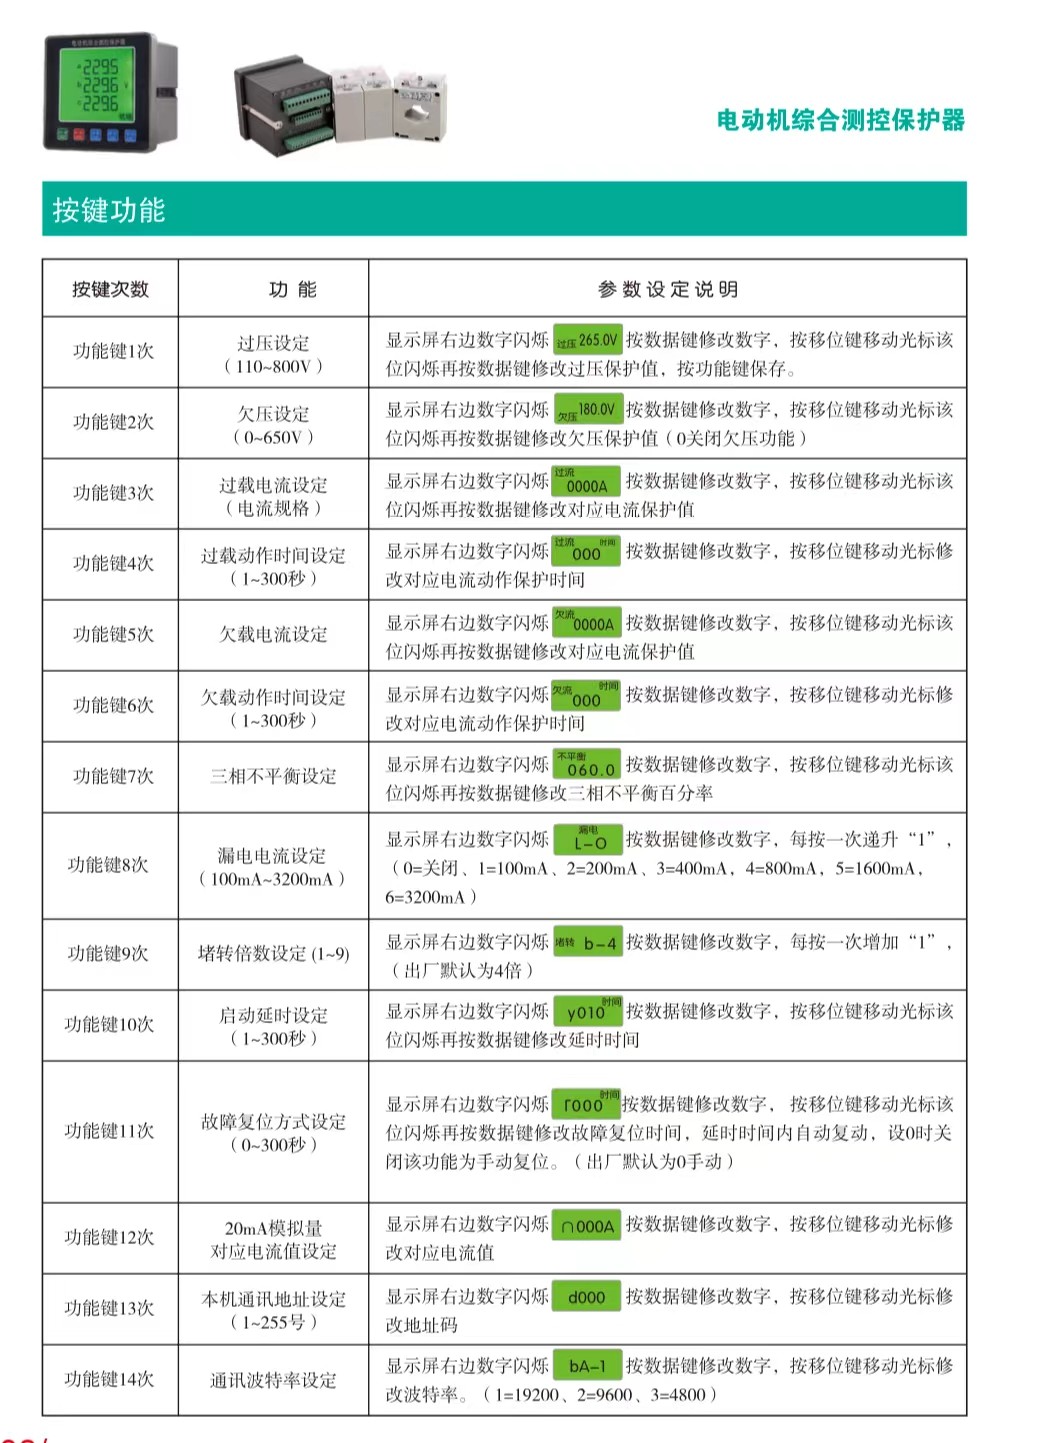 电动机综合测控保护器
229.5
229.6
229.6
电动机综合测控保护器
按键功能
按键次数 功 能 参 数 设 定 说 明
功能键1次
过压设定
（110~800V）
显示屏右边数字闪烁 过压 265.0V 按数据键修改数字，按移位键移动光标该
位闪烁再按数据键修改过压保护值，按功能键保存。
功能键2次
欠压设定
（0~650V）
显示屏右边数字闪烁 欠压 180.0V 按数据键修改数字，按移位键移动光标该
位闪烁再按数据键修改欠压保护值（0关闭欠压功能）
功能键3次
过载电流设定
（电流规格）
显示屏右边数字闪烁 过流 0000A 按数据键修改数字，按移位键移动光标该
位闪烁再按数据键修改对应电流保护值
功能键4次
过载动作时间设定
（1~300秒）
显示屏右边数字闪烁 过流 000 时间 按数据键修改数字，按移位键移动光标修
改对应电流动作保护时间
功能键5次
欠载电流设定
显示屏右边数字闪烁 欠流 0000A 按数据键修改数字，按移位键移动光标该
位闪烁再按数据键修改对应电流保护值
功能键6次
欠载动作时间设定
（1~300秒）
显示屏右边数字闪烁 欠流 000 时间 按数据键修改数字，按移位键移动光标修
改对应电流动作保护时间
功能键7次
三相不平衡设定
显示屏右边数字闪烁 不平衡 060.0 按数据键修改数字，按移位键移动光标该
位闪烁再按数据键修改三相不平衡百分率
功能键8次
漏电电流设定
（100mA~3200mA）
显示屏右边数字闪烁 漏电 L-O 按数据键修改数字，每按一次递升“1”，
（0=关闭、1=100mA、2=200mA、3=400mA，4=800mA，5=1600mA，
6=3200mA）
功能键9次
堵转倍数设定 (1~9)
显示屏右边数字闪烁 堵转 b-4 按数据键修改数字，每按一次增加“1”，
（出厂默认为4倍）
功能键10次
启动延时设定
（1~300秒）
显示屏右边数字闪烁 y010 时间 按数据键修改数字，按移位键移动光标该
位闪烁再按数据键修改延时时间
功能键11次
故障复位方式设定
（0~300秒）
显示屏右边数字闪烁 r000 时间 按数据键修改数字， 按移位键移动光标该
位闪烁再按数据键修改故障复位时间，延时时间内自动复动，设0时关
闭该功能为手动复位。（出厂默认为0手动）
功能键12次
20mA模拟量
对应电流值设定
显示屏右边数字闪烁 ∩000A 按数据键修改数字，按移位键移动光标修
改对应电流值
功能键13次
本机通讯地址设定
（1~255号）
显示屏右边数字闪烁 d000 按数据键修改数字，按移位键移动光标修
改地址码
功能键14次
通讯波特率设定
显示屏右边数字闪烁 bA-1 按数据键修改数字，按移位键移动光标修
改波特率。（1=19200、2=9600、3=4800）